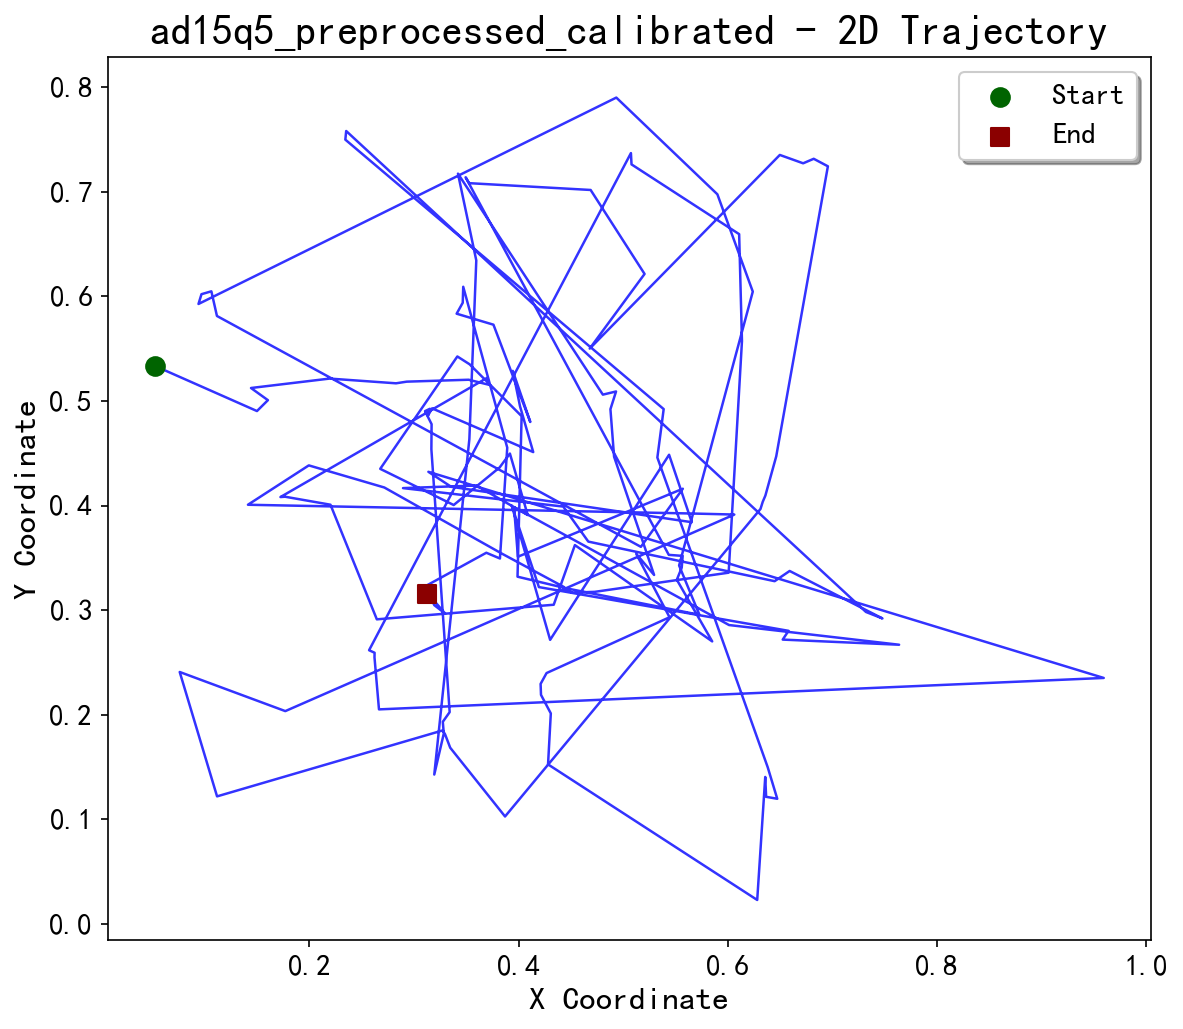 ad15q5_preprocessed_calibrated - 2D Trajectory
Start
End
0.8
0.7
0.6
0.5
0.4
0.3
0.2
0.1
0.0
Y Coordinate
0.2 0.4 0.6 0.8 1.0
X Coordinate